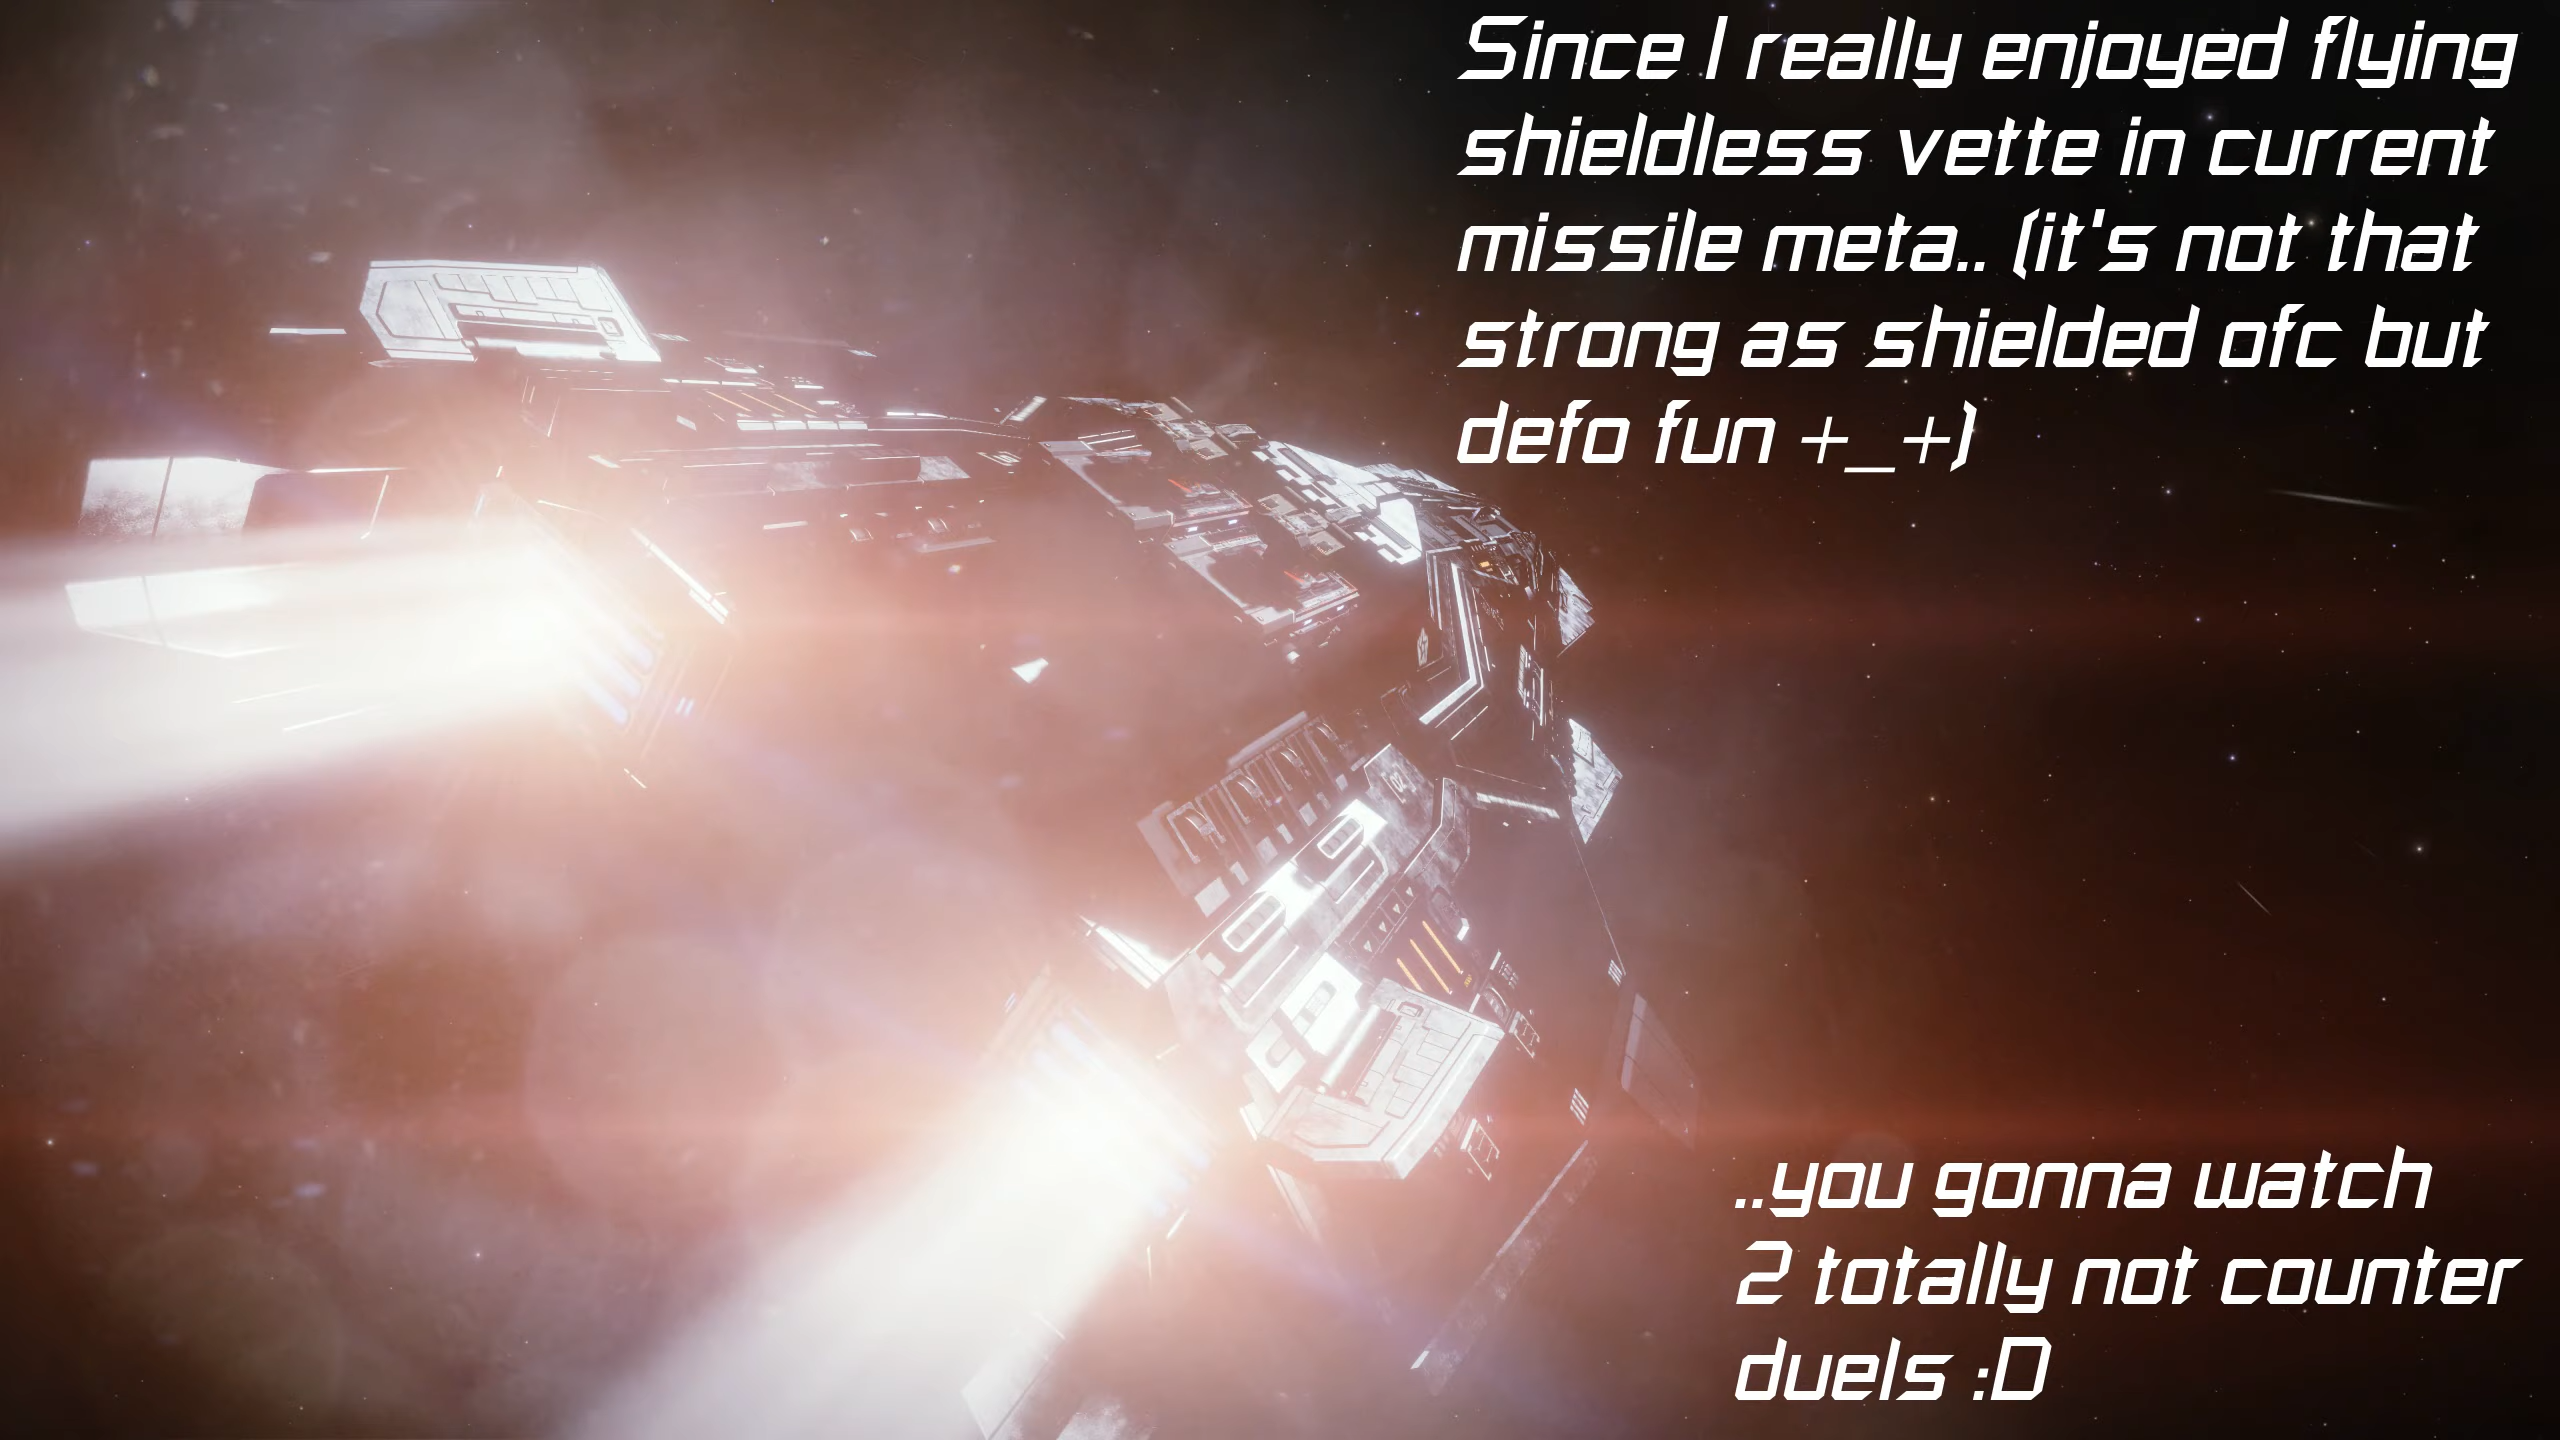 Since I really enjoyed flying
shieldless vette in current
missile meta.. (it's not that
strong as shielded ofc but
defo fun +_+)
..you gonna watch
2 totally not counter
duels :D